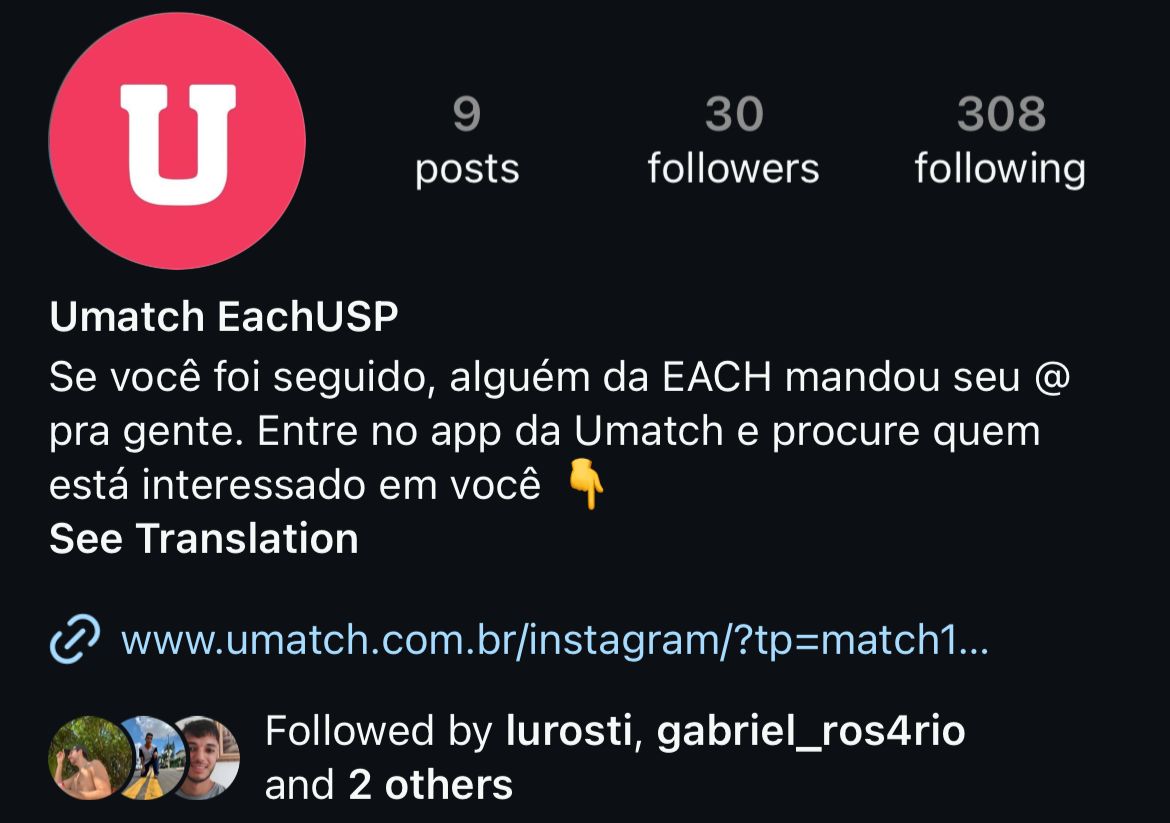 U
9 30 308
posts followers following
Umatch EachUSP
Se você foi seguido, alguém da EACH mandou seu @
pra gente. Entre no app da Umatch e procure quem
está interessado em você 👇
See Translation
www.umatch.com.br/instagram/?tp=match1...
Followed by lurosti, gabriel_ros4rio
and 2 others